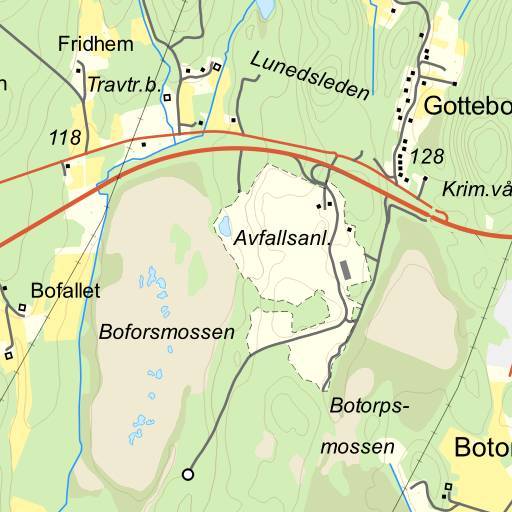 Fridhem
Lunedsleden
Travtr.b.
Gottebo
118
128
Krim.vå
Avfallsanl.
Bofallet
Boforsmossen
Botorps-
mossen
Botor